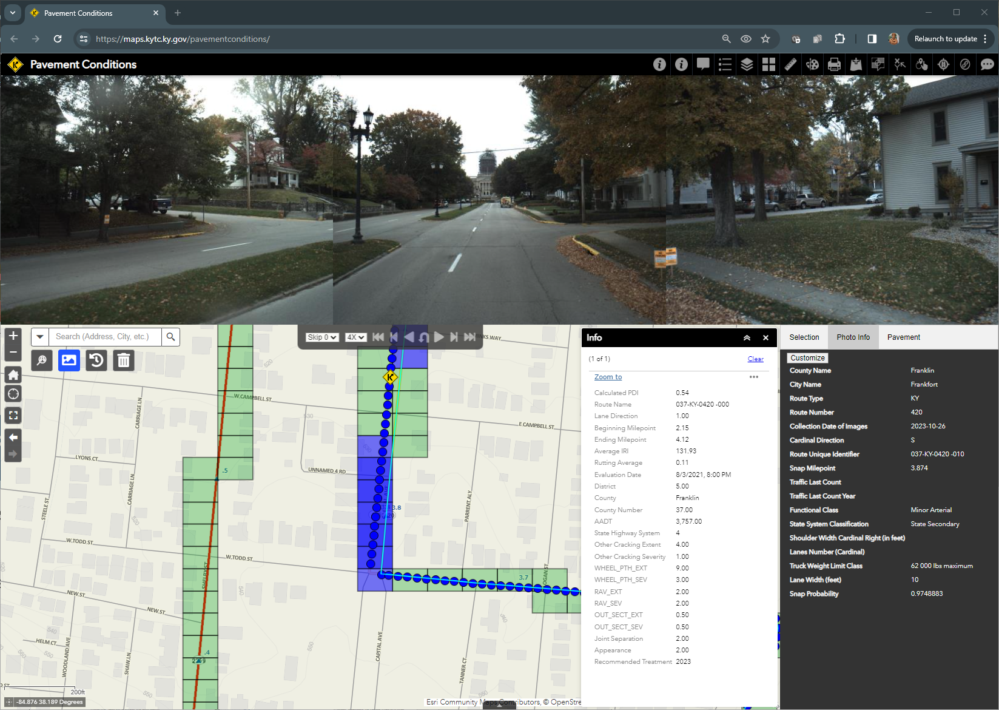 Pavement Conditions
https://maps.kytc.ky.gov/pavementconditions/
Relaunch to update
Pavement Conditions
Search (Address, City, etc.)
Skip 0
4X
W.CAMPBELL ST.
E CAMPBELL ST.
CARRIAGE LN
LYONS CT.
UNNAMED 4 RD
CARRIAGE LN
STEELE ST.
PARRENT ALY
W.TODD ST.
W.TODD ST.
SHELBY ST
NEW ST.
NEW ST.
HELM CT.
WOODLAND AVE
SHAW LN
CAPITAL AVE
TANNER CT.
.5
3.8
3.7
.4
520
530
520
540
540
540
550
560
550
550
550
560
200ft
-84.876 38.189 Degrees
Esri Community Maps Contributors, © OpenStre
Info
(1 of 1)
Clear
Zoom to
Calculated PDI 0.54
Route Name 037-KY-0420 -000
Lane Direction 1.00
Beginning Milepoint 2.15
Ending Milepoint 4.12
Average IRI 131.93
Rutting Average 0.11
Evaluation Date 8/3/2021, 8:00 PM
District 5.00
County Franklin
County Number 37.00
AADT 3,757.00
State Highway System 4
Other Cracking Extent 4.00
Other Cracking Severity 1.00
WHEEL_PTH_EXT 9.00
WHEEL_PTH_SEV 3.00
RAV_EXT 2.00
RAV_SEV 2.00
OUT_SECT_EXT 0.50
OUT_SECT_SEV 0.50
Joint Separation 2.00
Appearance 2.00
Recommended Treatment 2023
Selection Photo Info Pavement
Customize
County Name Franklin
City Name Frankfort
Route Type KY
Route Number 420
Collection Date of Images 2023-10-26
Cardinal Direction S
Route Unique Identifier 037-KY-0420 -010
Snap Milepoint 3.874
Traffic Last Count
Traffic Last Count Year
Functional Class Minor Arterial
State System Classification State Secondary
Shoulder Width Cardinal Right (in feet)
Lanes Number (Cardinal)
Truck Weight Limit Class 62 000 lbs maximum
Lane Width (feet) 10
Snap Probability 0.9748883